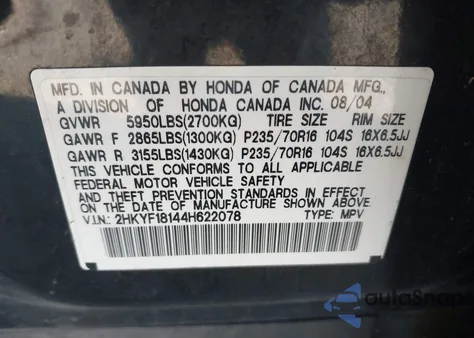 MFD. IN CANADA BY HONDA OF CANADA MFG.,
A DIVISION OF HONDA CANADA INC. 08/04
GVWR 5950LBS(2700KG) TIRE SIZE RIM SIZE
GAWR F 2865LBS(1300KG) P235/70R16 104S 16X6.5JJ
GAWR R 3155LBS(1430KG) P235/70R16 104S 16X6.5JJ
THIS VEHICLE CONFORMS TO ALL APPLICABLE
FEDERAL MOTOR VEHICLE SAFETY
STANDARDS IN EFFECT ON THE DATE OF
MANUFACTURE SHOWN ABOVE.
V.I.N.: 2HKYF18144H622078 TYPE: MPV
autoSnap